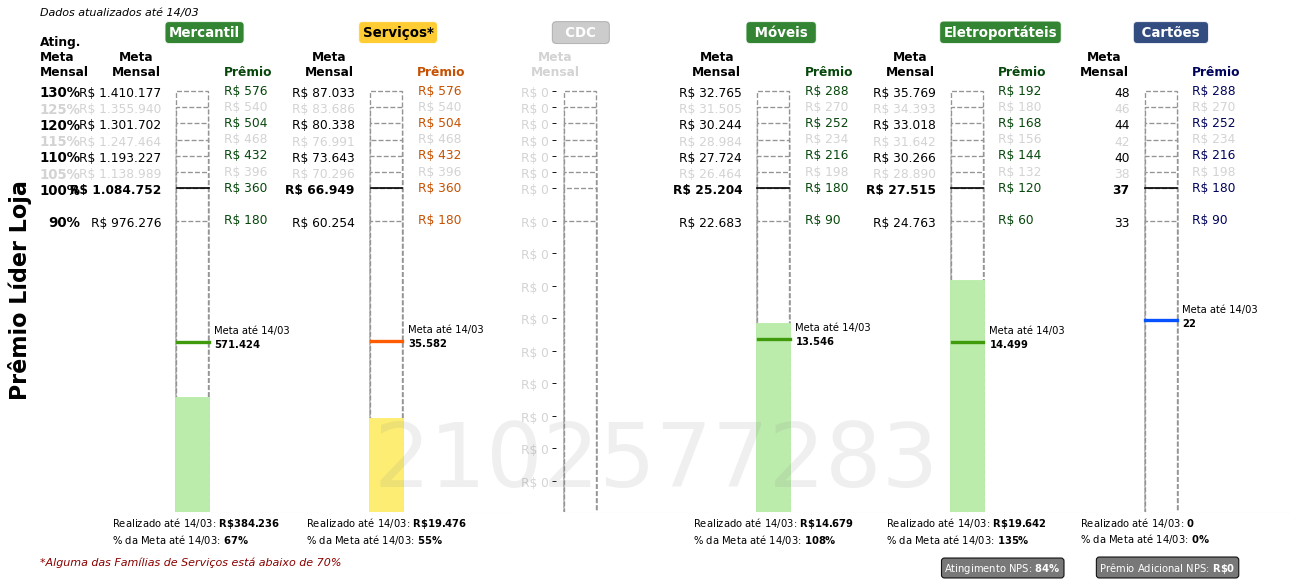 Dados atualizados até 14/03
Mercantil Serviços* CDC Móveis Eletroportáteis Cartões
Ating. Meta Mensal
Meta Mensal Prêmio Meta Mensal Prêmio Meta Mensal Meta Mensal Prêmio Meta Mensal Prêmio Meta Mensal Prêmio
130% R$ 1.410.177 R$ 576 R$ 87.033 R$ 576 R$ 0 R$ 32.765 R$ 288 R$ 35.769 R$ 192 48 R$ 288
125% R$ 1.355.940 R$ 540 R$ 83.686 R$ 540 R$ 0 R$ 31.505 R$ 270 R$ 34.393 R$ 180 46 R$ 270
120% R$ 1.301.702 R$ 504 R$ 80.338 R$ 504 R$ 0 R$ 30.244 R$ 252 R$ 33.018 R$ 168 44 R$ 252
115% R$ 1.247.464 R$ 468 R$ 76.991 R$ 468 R$ 0 R$ 28.984 R$ 234 R$ 31.642 R$ 156 42 R$ 234
110% R$ 1.193.227 R$ 432 R$ 73.643 R$ 432 R$ 0 R$ 27.724 R$ 216 R$ 30.266 R$ 144 40 R$ 216
105% R$ 1.138.989 R$ 396 R$ 70.296 R$ 396 R$ 0 R$ 26.464 R$ 198 R$ 28.890 R$ 132 38 R$ 198
100% R$ 1.084.752 R$ 360 R$ 66.949 R$ 360 R$ 0 R$ 25.204 R$ 180 R$ 27.515 R$ 120 37 R$ 180
90% R$ 976.276 R$ 180 R$ 60.254 R$ 180 R$ 0 R$ 22.683 R$ 90 R$ 24.763 R$ 60 33 R$ 90
R$ 0
R$ 0
R$ 0
R$ 0
R$ 0
R$ 0
R$ 0
R$ 0
Prêmio Líder Loja
Meta até 14/03
571.424
Meta até 14/03
35.582
Meta até 14/03
13.546
Meta até 14/03
14.499
Meta até 14/03
22
2102577283
Realizado até 14/03: R$384.236
% da Meta até 14/03: 67%
Realizado até 14/03: R$19.476
% da Meta até 14/03: 55%
Realizado até 14/03: R$14.679
% da Meta até 14/03: 108%
Realizado até 14/03: R$19.642
% da Meta até 14/03: 135%
Realizado até 14/03: 0
% da Meta até 14/03: 0%
*Alguma das Famílias de Serviços está abaixo de 70%
Atingimento NPS: 84%
Prêmio Adicional NPS: R$0